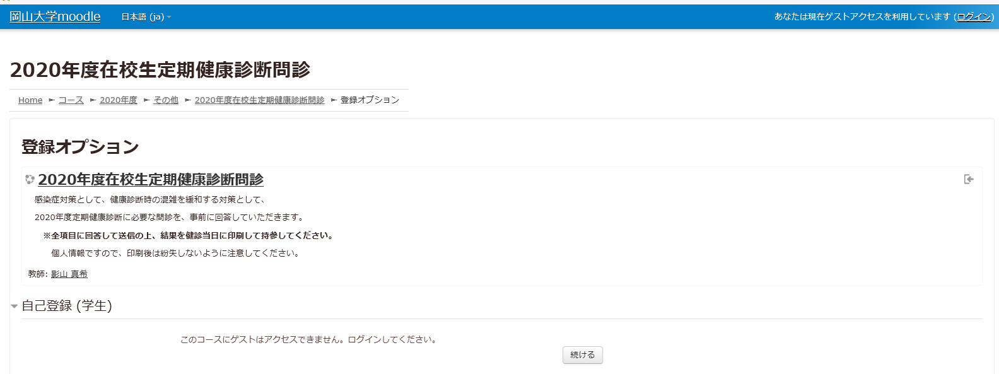 岡山大学moodle 日本語 (ja) あなたは現在ゲストアクセスを利用しています (ログイン)
2020年度在校生定期健康診断問診
Home ► コース ► 2020年度 ► その他 ► 2020年度在校生定期健康診断問診 ► 登録オプション
登録オプション
2020年度在校生定期健康診断問診
感染症対策として、健康診断時の混雑を緩和する対策として、
2020年度定期健康診断に必要な問診を、事前に回答していただきます。
※全項目に回答して送信の上、結果を健診当日に印刷して持参してください。
個人情報ですので、印刷後は紛失しないように注意してください。
教師: 影山 真希
自己登録 (学生)
このコースにゲストはアクセスできません。ログインしてください。
続ける